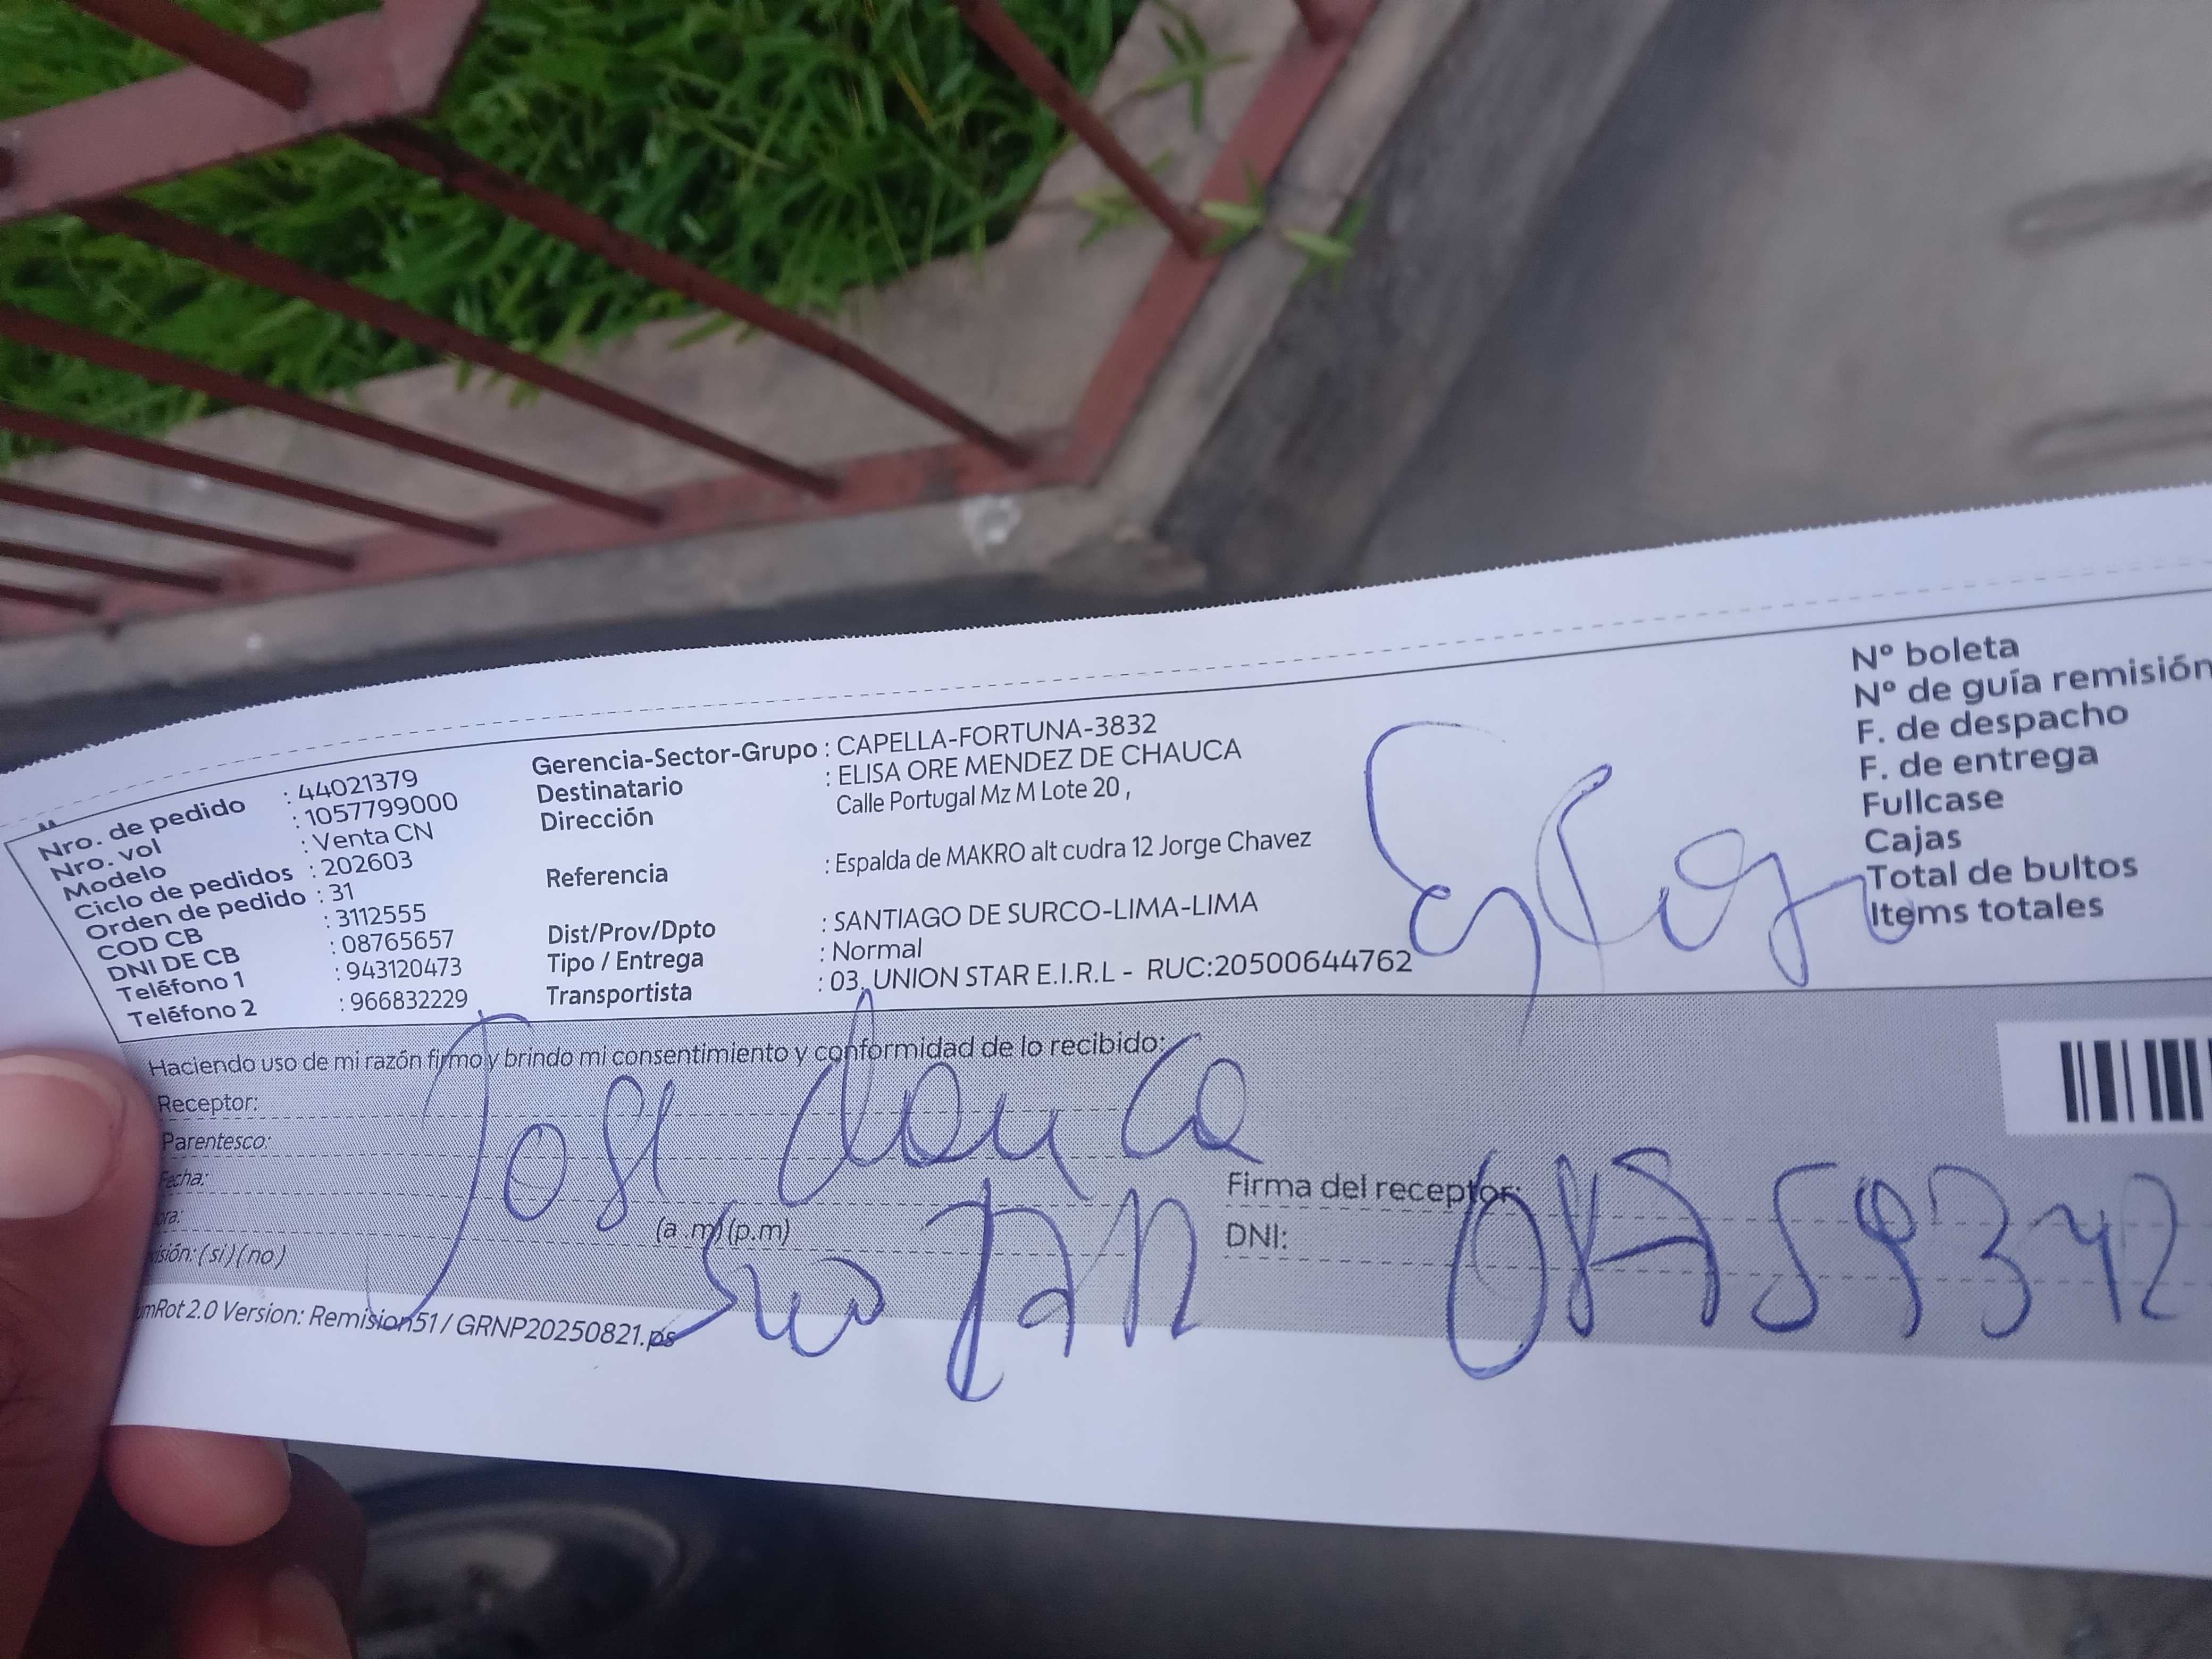 Nro. de pedido : 44021379
Nro. vol : 1057799000
Modelo : Venta CN
Ciclo de pedidos : 202603
Orden de pedido : 31
COD CB : 3112555
DNI DE CB : 08765657
Teléfono 1 : 943120473
Teléfono 2 : 966832229
Gerencia-Sector-Grupo : CAPELLA-FORTUNA-3832
Destinatario : ELISA ORE MENDEZ DE CHAUCA
Dirección Calle Portugal Mz M Lote 20 ,
Referencia : Espalda de MAKRO alt cudra 12 Jorge Chavez
Dist/Prov/Dpto : SANTIAGO DE SURCO-LIMA-LIMA
Tipo / Entrega : Normal
Transportista : 03. UNION STAR E.I.R.L - RUC:20500644762
Nº boleta
Nº de guía remisión
F. de despacho
F. de entrega
Fullcase
Cajas
Total de bultos
Items totales
Esposo
Haciendo uso de mi razón firmo y brindo mi consentimiento y conformidad de lo recibido:
Receptor:
Parentesco:
Fecha:
(a .m) (p.m)
(si) (no)
Firma del receptor:
DNI:
2.0 Version: Remision51 / GRNP20250821.ps